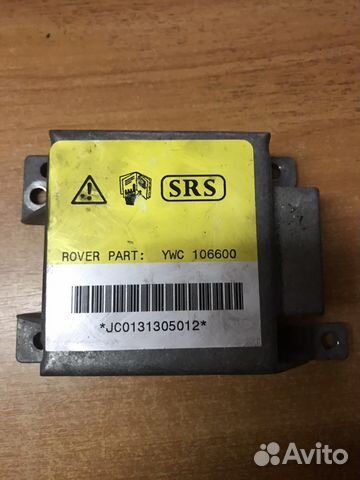 SRS
ROVER PART: YWC 106600
*JC0131305012*
Avito